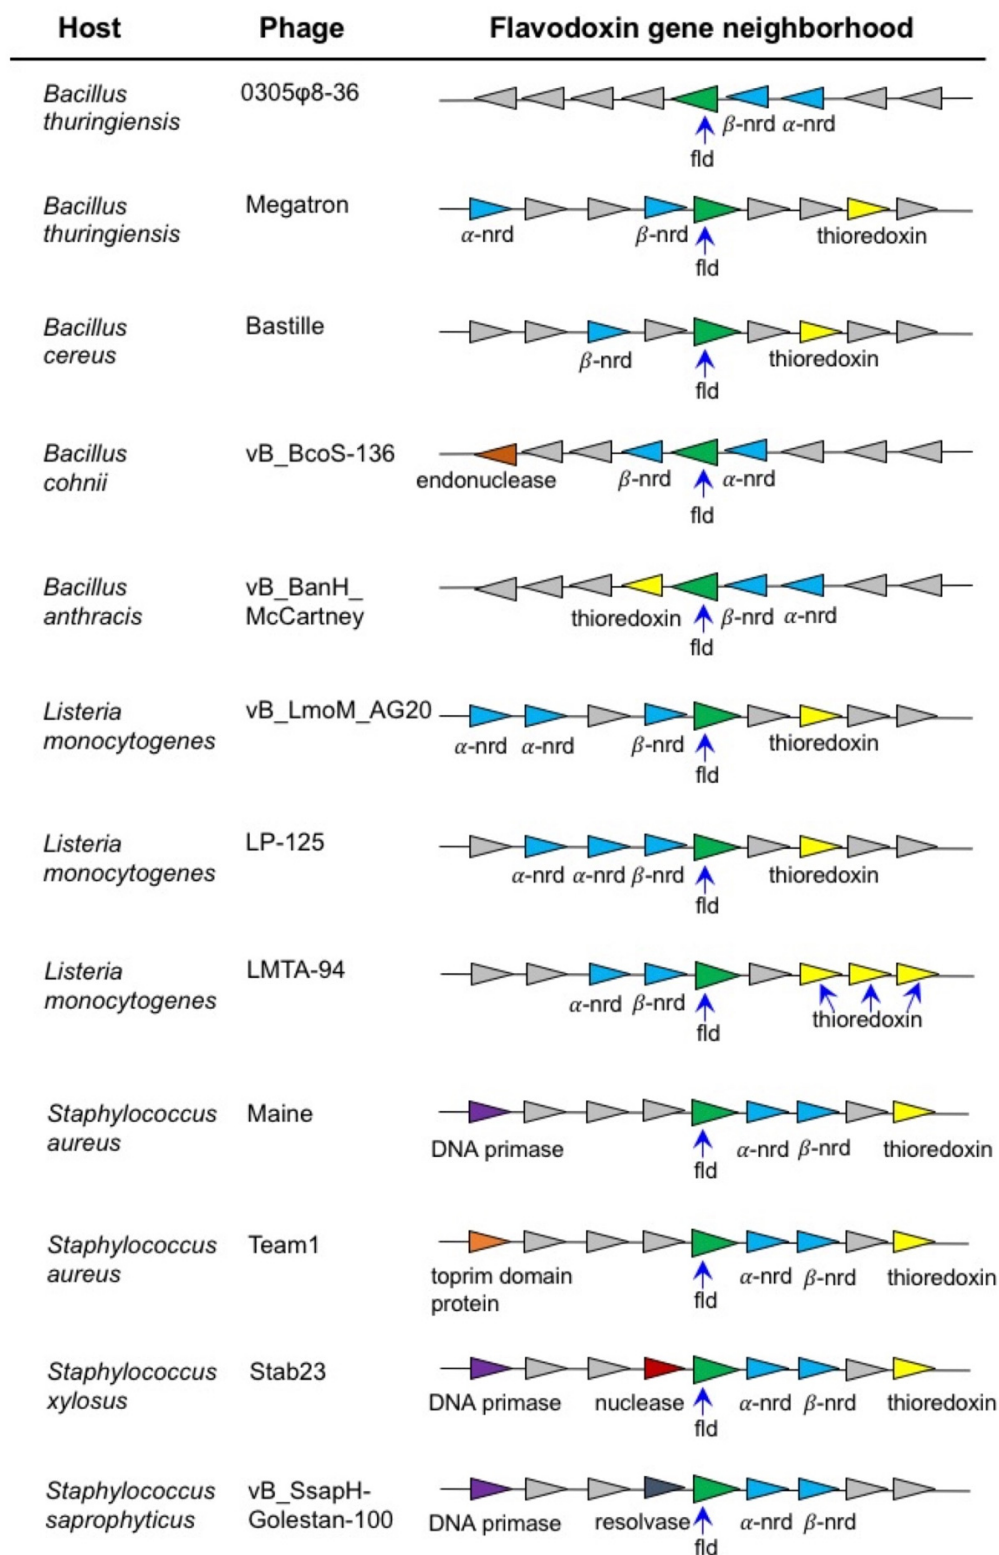 Host Phage Flavodoxin gene neighborhood
Bacillus 0305φ8-36
thuringiensis
β-nrd α-nrd
fld
Bacillus Megatron
thuringiensis
α-nrd β-nrd thioredoxin
fld
Bacillus Bastille
cereus
β-nrd thioredoxin
fld
Bacillus vB_BcoS-136
cohnii
endonuclease β-nrd α-nrd
fld
Bacillus vB_BanH_
anthracis McCartney
thioredoxin β-nrd α-nrd
fld
Listeria vB_LmoM_AG20
monocytogenes
α-nrd α-nrd β-nrd thioredoxin
fld
Listeria LP-125
monocytogenes
α-nrd α-nrd β-nrd thioredoxin
fld
Listeria LMTA-94
monocytogenes
α-nrd β-nrd thioredoxin
fld
Staphylococcus Maine
aureus
DNA primase α-nrd β-nrd thioredoxin
fld
Staphylococcus Team1
aureus
toprim domain α-nrd β-nrd thioredoxin
protein fld
Staphylococcus Stab23
xylosus
DNA primase nuclease α-nrd β-nrd thioredoxin
fld
Staphylococcus vB_SsapH-
saprophyticus Golestan-100
DNA primase resolvase α-nrd β-nrd
fld